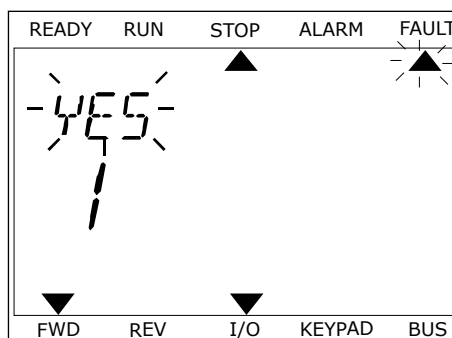 READY RUN STOP ALARM FAULT
YES
1
FWD REV I/O KEYPAD BUS